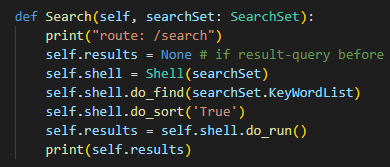 def Search(self, searchSet: SearchSet):
    print("route: /search")
    self.results = None # if result-query before
    self.shell = Shell(searchSet)
    self.shell.do_find(searchSet.KeyWordList)
    self.shell.do_sort('True')
    self.results = self.shell.do_run()
    print(self.results)